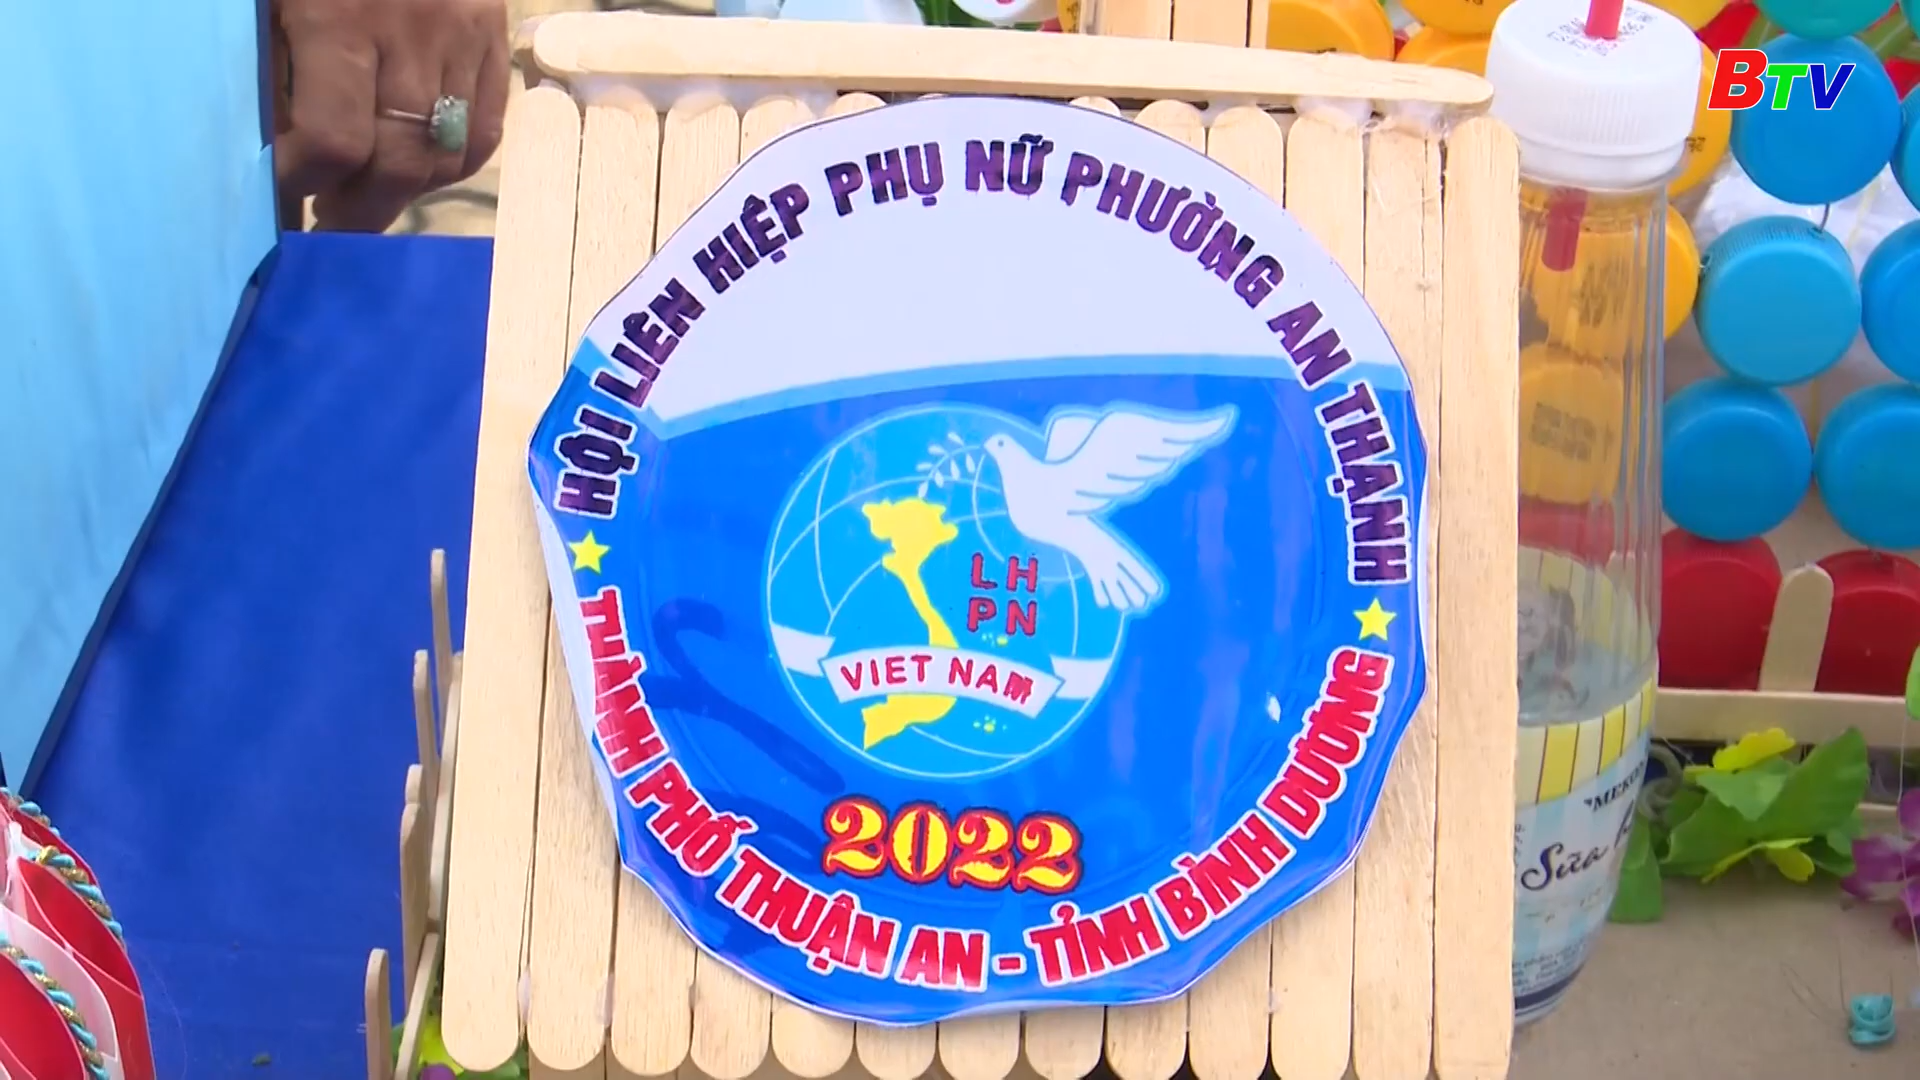 BTV
HỘI LIÊN HIỆP PHỤ NỮ PHƯỜNG AN THẠNH
LH
PN
VIET NAM
2022
THÀNH PHỐ THUẬN AN - TỈNH BÌNH DƯƠNG
Sữa